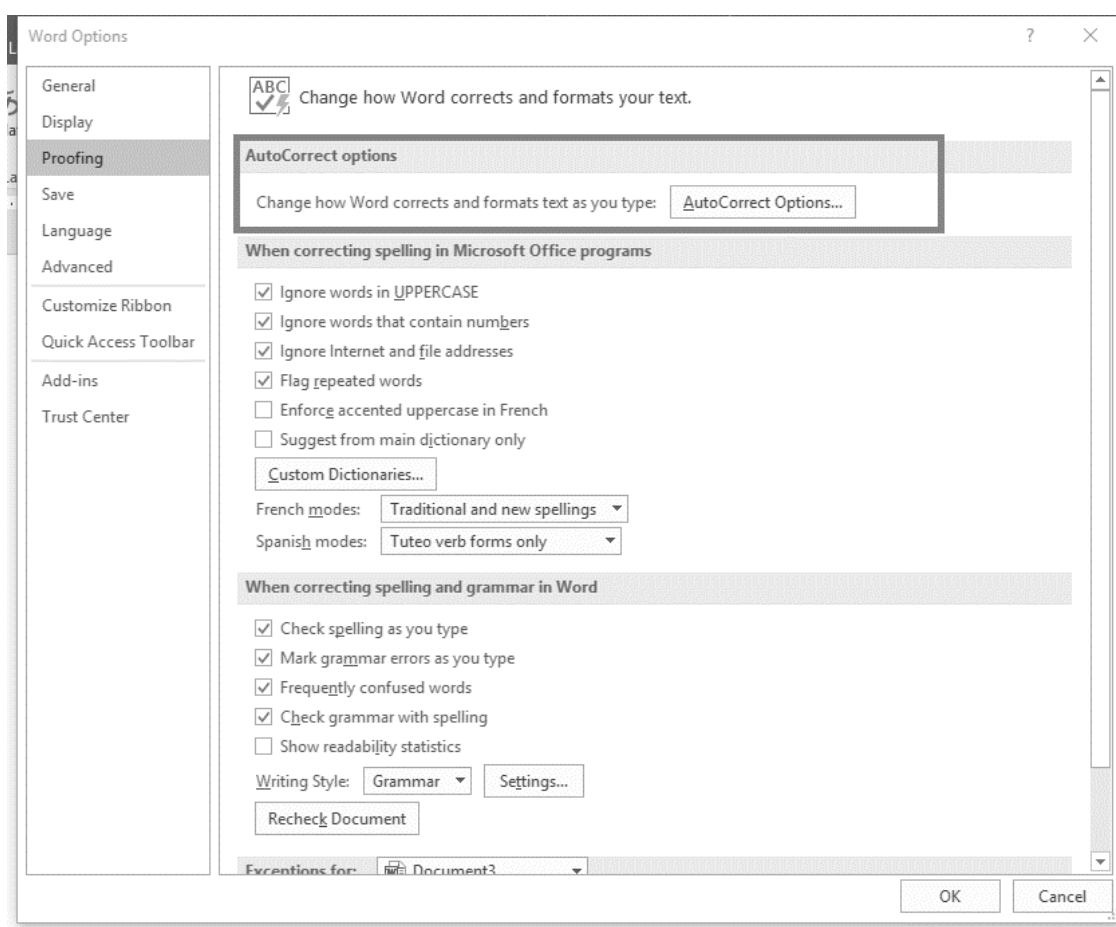 Word Options
General
Display
Proofing
Save
Language
Advanced
Customize Ribbon
Quick Access Toolbar
Add-ins
Trust Center
ABC
Change how Word corrects and formats your text.
AutoCorrect options
Change how Word corrects and formats text as you type: AutoCorrect Options...
When correcting spelling in Microsoft Office programs
Ignore words in UPPERCASE
Ignore words that contain numbers
Ignore Internet and file addresses
Flag repeated words
Enforce accented uppercase in French
Suggest from main dictionary only
Custom Dictionaries...
French modes: Traditional and new spellings
Spanish modes: Tuteo verb forms only
When correcting spelling and grammar in Word
Check spelling as you type
Mark grammar errors as you type
Frequently confused words
Check grammar with spelling
Show readability statistics
Writing Style: Grammar Settings...
Recheck Document
Exceptions for: Document3
OK Cancel